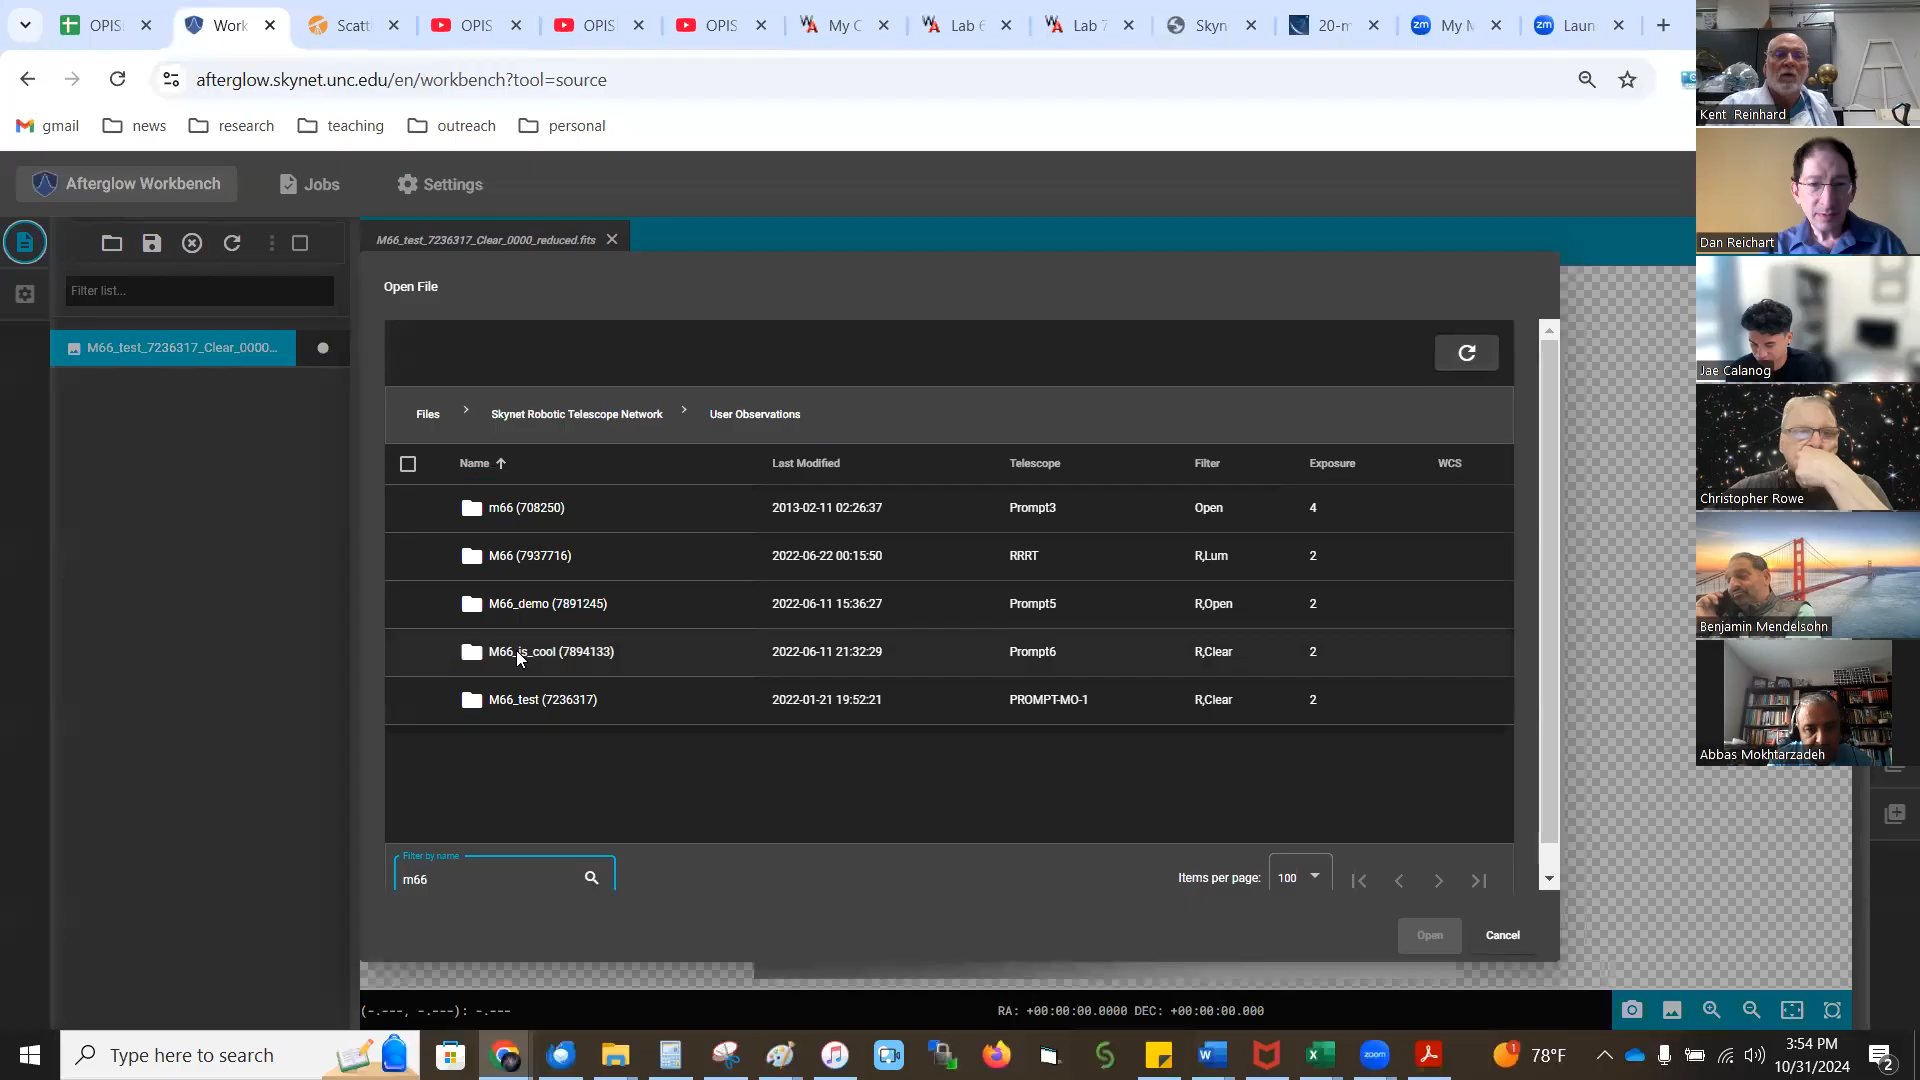 OPIS
Work
Scatt
OPIS
OPIS
OPIS
My C
Lab 6
Lab 7
Skyn
20-m
zm My M
zm Laun
afterglow.skynet.unc.edu/en/workbench?tool=source
gmail news research teaching outreach personal
Afterglow Workbench Jobs Settings
M66_test_7236317_Clear_0000_reduced.fits
Filter list...
M66_test_7236317_Clear_0000...
Open File
Files > Skynet Robotic Telescope Network > User Observations
Name Last Modified Telescope Filter Exposure WCS
m66 (708250) 2013-02-11 02:26:37 Prompt3 Open 4
M66 (7937716) 2022-06-22 00:15:50 RRRT R,Lum 2
M66_demo (7891245) 2022-06-11 15:36:27 Prompt5 R,Open 2
M66_is_cool (7894133) 2022-06-11 21:32:29 Prompt6 R,Clear 2
M66_test (7236317) 2022-01-21 19:52:21 PROMPT-MO-1 R,Clear 2
Filter by name
m66
Items per page: 100
Open Cancel
(-.---, -.---): -.--- RA: +00:00:00.0000 DEC: +00:00:00.000
Kent Reinhard
Dan Reichart
Jae Calanog
Christopher Rowe
Benjamin Mendelsohn
Abbas Mokhtarzadeh
Type here to search
zoom
1
78°F
3:54 PM
10/31/2024
2